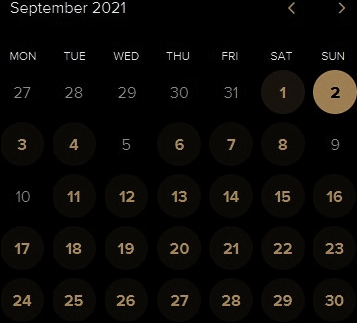 September 2021
MON TUE WED THU FRI SAT SUN
27 28 29 30 31 1 2
3 4 5 6 7 8 9
10 11 12 13 14 15 16
17 18 19 20 21 22 23
24 25 26 27 28 29 30